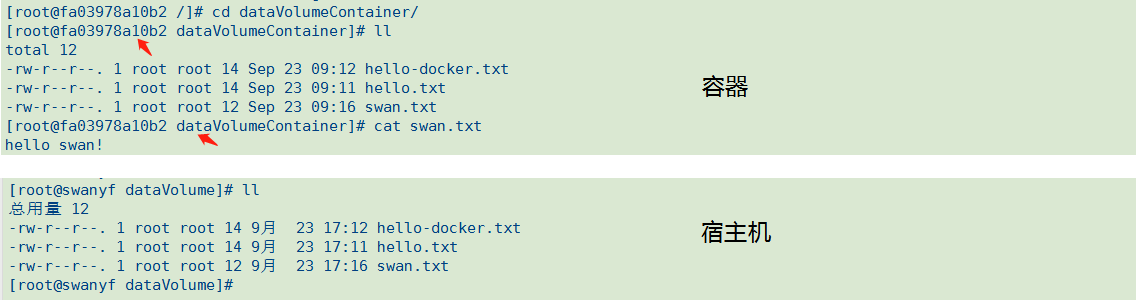 [root@fa03978a10b2 /]# cd dataVolumeContainer/
[root@fa03978a10b2 dataVolumeContainer]# ll
total 12
-rw-r--r--. 1 root root 14 Sep 23 09:12 hello-docker.txt
-rw-r--r--. 1 root root 14 Sep 23 09:11 hello.txt
-rw-r--r--. 1 root root 12 Sep 23 09:16 swan.txt
[root@fa03978a10b2 dataVolumeContainer]# cat swan.txt
hello swan!
容器
[root@swanyf dataVolume]# ll
总用量 12
-rw-r--r--. 1 root root 14 9月  23 17:12 hello-docker.txt
-rw-r--r--. 1 root root 14 9月  23 17:11 hello.txt
-rw-r--r--. 1 root root 12 9月  23 17:16 swan.txt
[root@swanyf dataVolume]#
宿主机